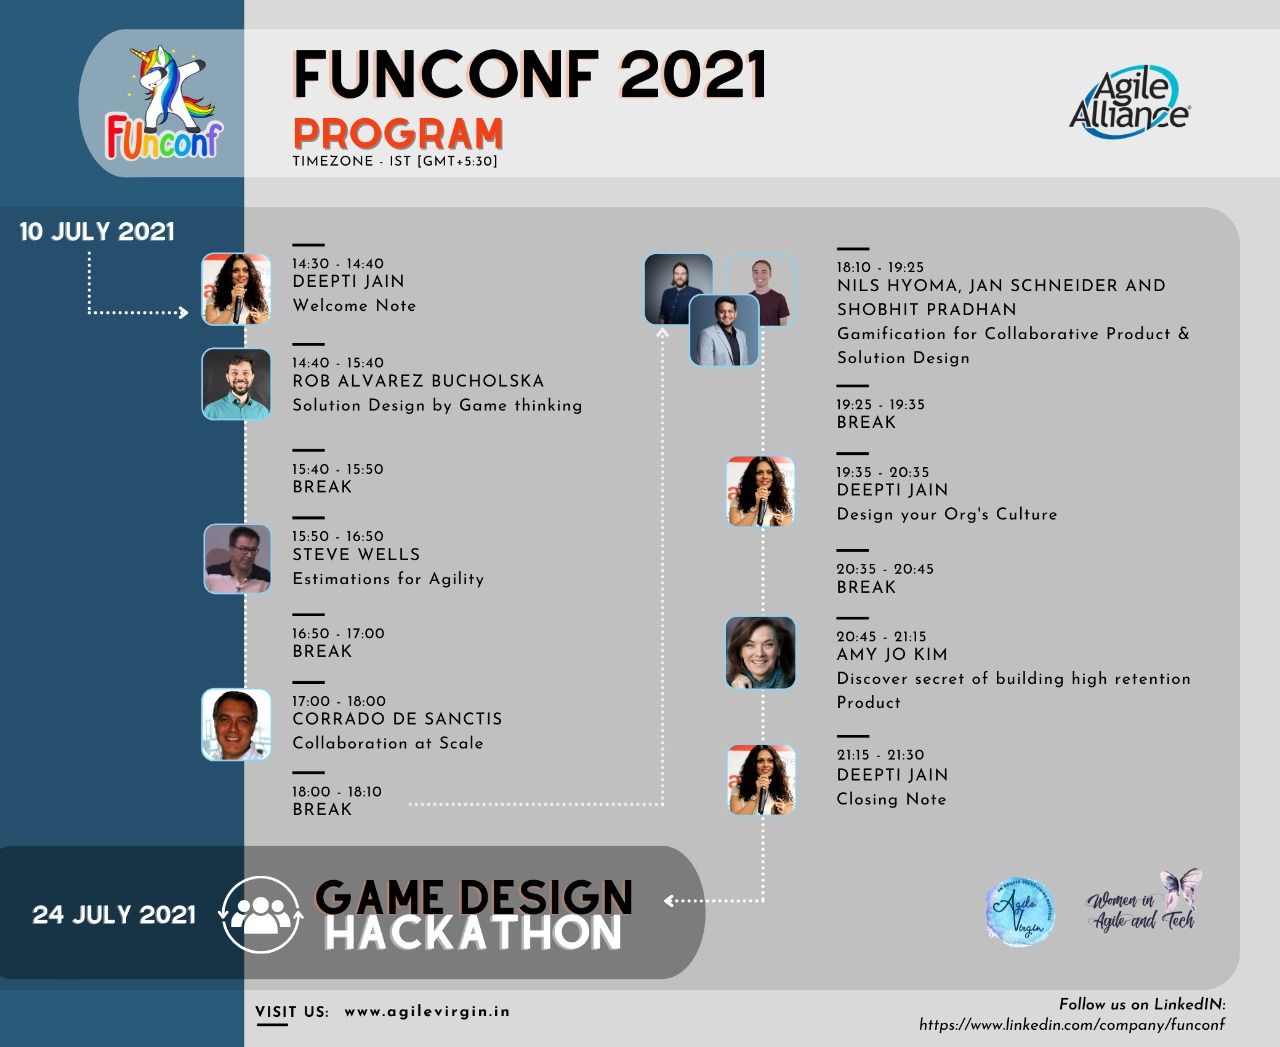 FUnconf
FUNCONF 2021
PROGRAM
TIMEZONE - IST [GMT+5:30]
Agile
Alliance®
10 JULY 2021
14:30 - 14:40
DEEPTI JAIN
Welcome Note
14:40 - 15:40
ROB ALVAREZ BUCHOLSKA
Solution Design by Game thinking
15:40 - 15:50
BREAK
15:50 - 16:50
STEVE WELLS
Estimations for Agility
16:50 - 17:00
BREAK
17:00 - 18:00
CORRADO DE SANCTIS
Collaboration at Scale
18:00 - 18:10
BREAK
18:10 - 19:25
NILS HYOMA, JAN SCHNEIDER AND
SHOBHIT PRADHAN
Gamification for Collaborative Product &
Solution Design
19:25 - 19:35
BREAK
19:35 - 20:35
DEEPTI JAIN
Design your Org's Culture
20:35 - 20:45
BREAK
20:45 - 21:15
AMY JO KIM
Discover secret of building high retention
Product
21:15 - 21:30
DEEPTI JAIN
Closing Note
24 JULY 2021
GAME DESIGN
HACKATHON
Agile
Virgin
Women in
Agile and Tech
VISIT US: www.agilevirgin.in
Follow us on LinkedIN:
https://www.linkedin.com/company/funconf